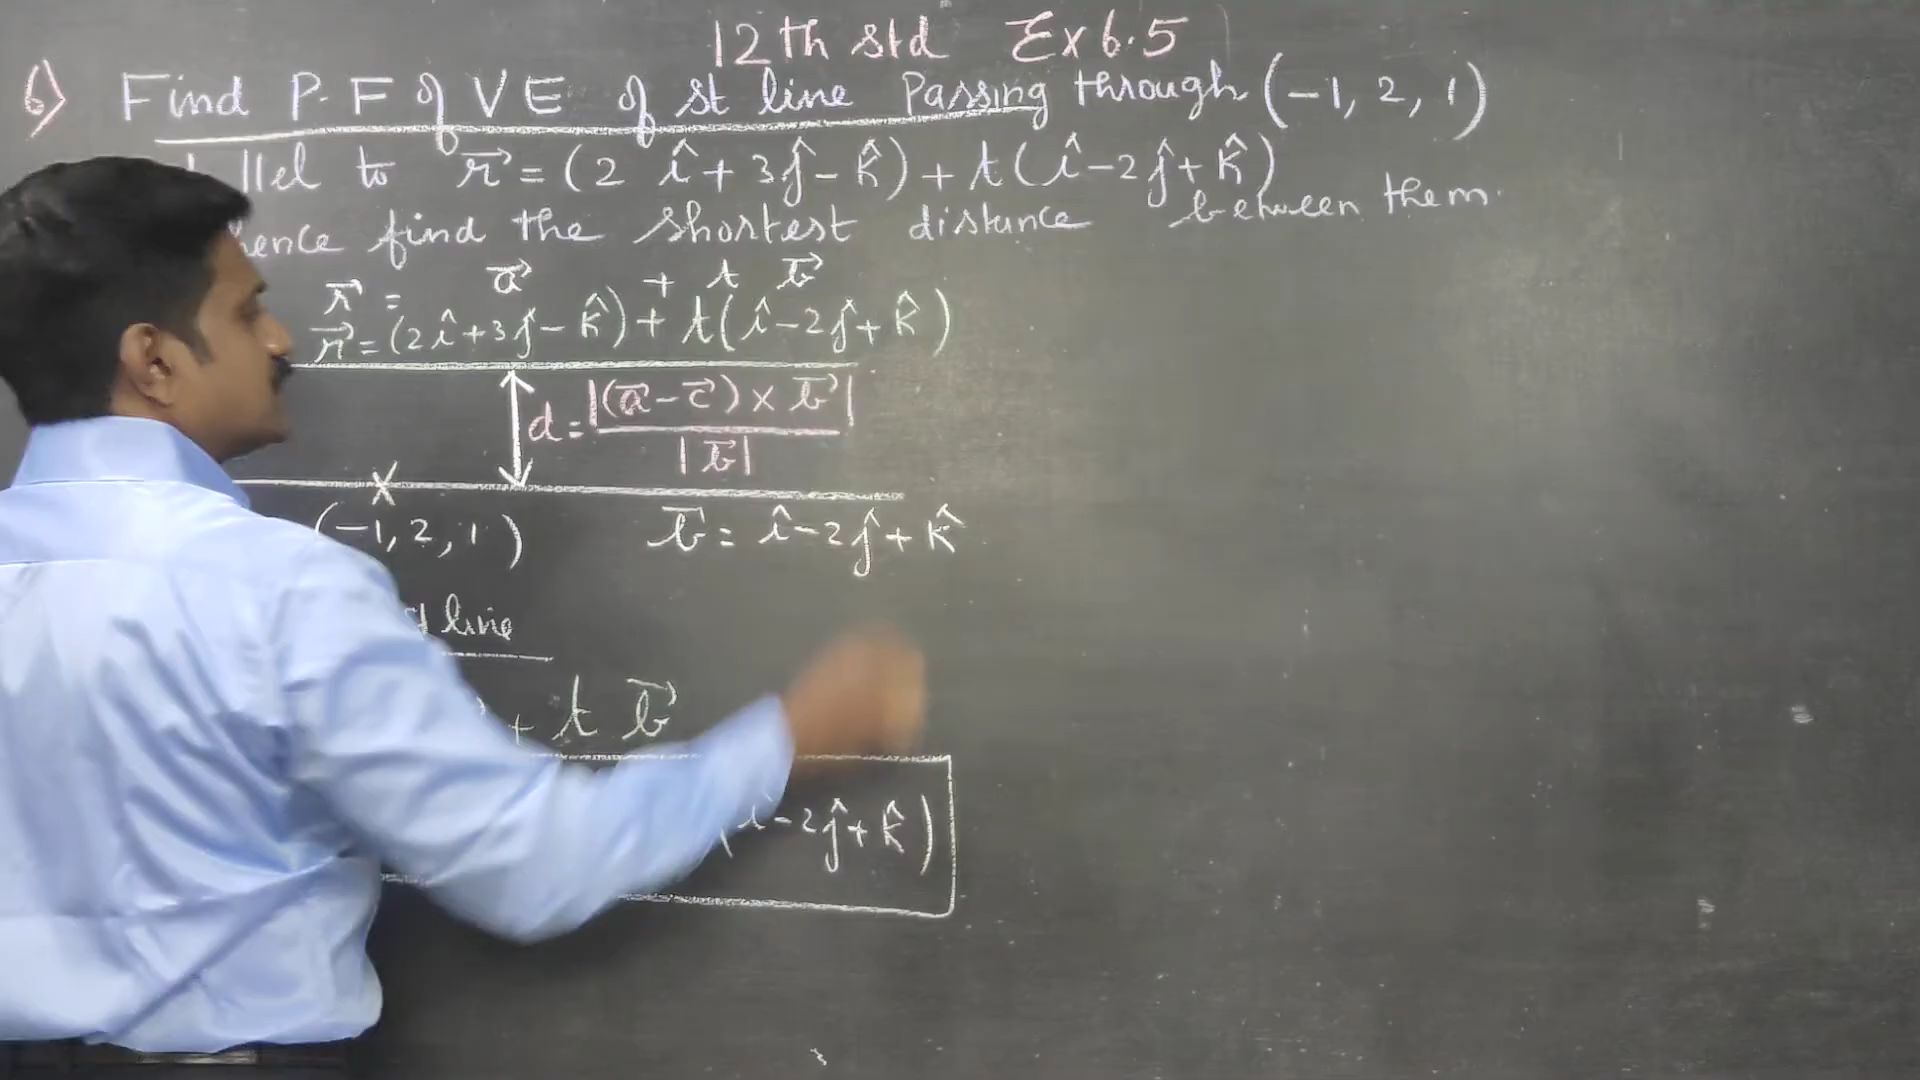 12th std Ex 6.5
6) Find P.F of VE of st line Passing through (-1, 2, 1)
llel to r⃗ = (2 î + 3ĵ - k̂) + t(î - 2ĵ + k̂)
hence find the shortest distance between them.
r⃗ = a⃗ + t b⃗
r⃗ = (2î + 3ĵ - k̂) + t(î - 2ĵ + k̂)
d = |(a⃗ - c⃗) × b⃗| / |b⃗|
(-1, 2, 1) b⃗ = î - 2ĵ + k̂
line
+ t b⃗
(î - 2ĵ + k̂)